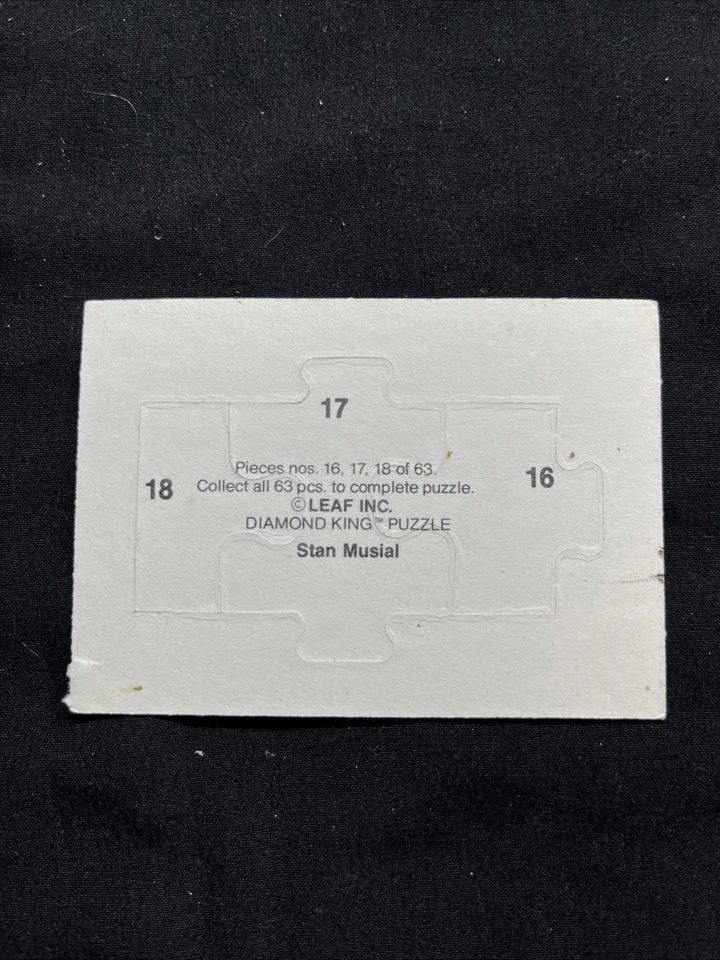 17
18
16
Pieces nos. 16, 17, 18 of 63.
Collect all 63 pcs. to complete puzzle.
© LEAF INC.
DIAMOND KING™ PUZZLE
Stan Musial